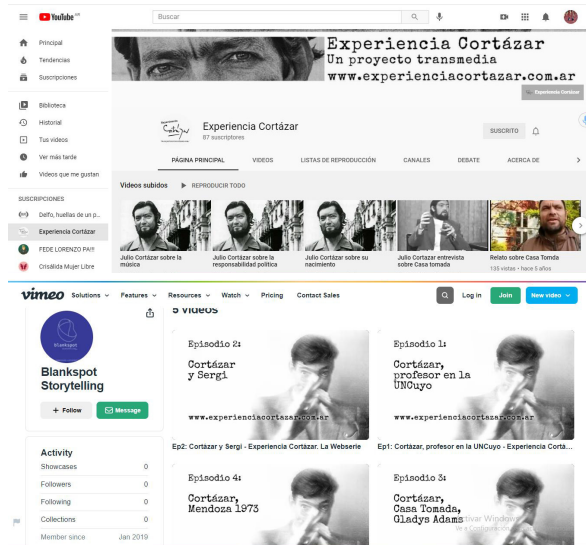 YouTube AR
Buscar
Principal
Tendencias
Suscripciones
Biblioteca
Historial
Tus videos
Ver más tarde
Videos que me gustan
SUSCRIPCIONES
Delfo, huellas de un p...
Experiencia Cortázar
FEDE LORENZO PA!!!
Crisálida Mujer Libre
Experiencia Cortázar
Un proyecto transmedia
www.experienciacortazar.com.ar
Experiencia Cortázar
Experiencia Cortázar
87 suscriptores
SUSCRITO
PÁGINA PRINCIPAL
VIDEOS
LISTAS DE REPRODUCCIÓN
CANALES
DEBATE
ACERCA DE
Videos subidos
REPRODUCIR TODO
Julio Cortázar sobre la
música
Julio Cortázar sobre la
responsabilidad política
Julio Cortázar sobre su
nacimiento
Julio Cortázar entrevista
sobre Casa tomada
Relato sobre Casa Tomda
135 vistas • hace 5 años
vimeo
Solutions
Features
Resources
Watch
Pricing
Contact Sales
Log in
Join
New video
Blankspot
Blankspot
Storytelling
+ Follow
Message
Activity
Showcases 0
Followers 0
Following 0
Collections 0
Member since Jan 2019
5 videos
Episodio 2:
Cortázar
y Sergi
www.experienciacortazar.com.ar
Ep2: Cortázar y Sergi - Experiencia Cortázar. La Webserie
Episodio 1:
Cortázar,
profesor en la
UNCuyo
www.experienciacortazar.com.ar
Ep1: Cortázar, profesor en la UNCuyo - Experiencia Cortá...
Episodio 4:
Cortázar,
Mendoza 1973
Episodio 3:
Cortázar,
Casa Tomada,
Gladys Adams
Activar Windows
Ve a Configuración